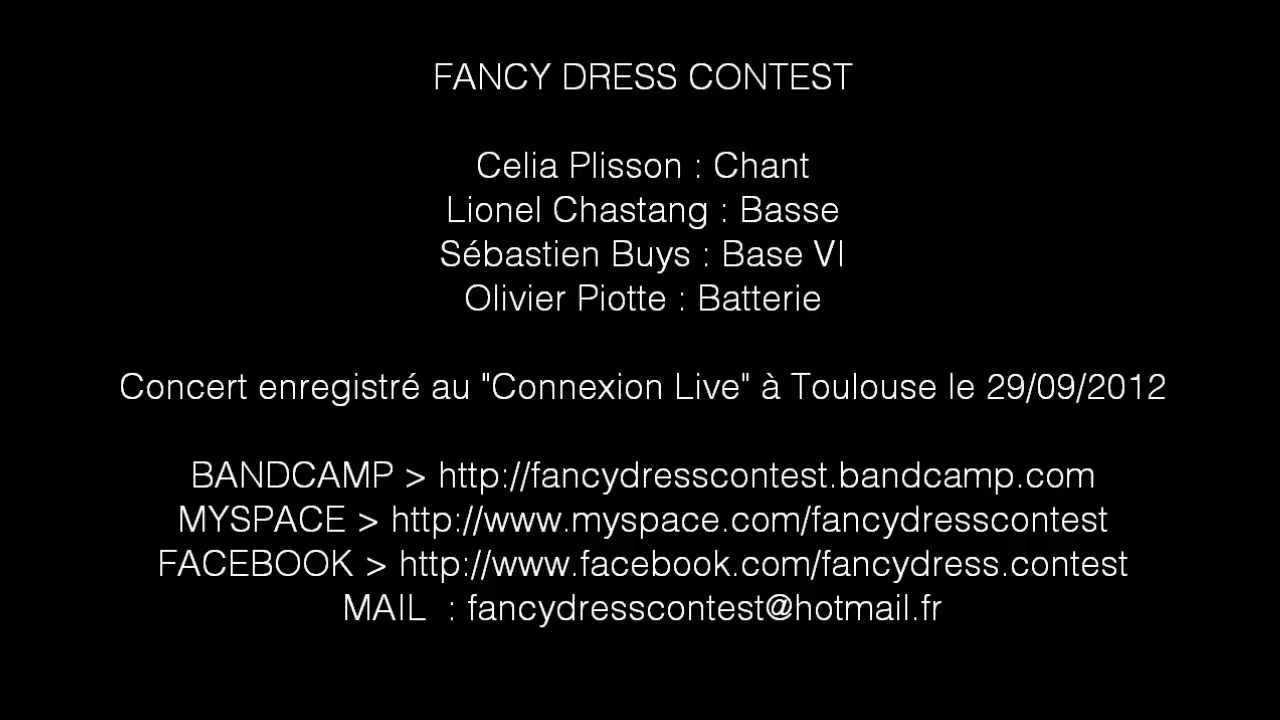 FANCY DRESS CONTEST
Celia Plisson : Chant
Lionel Chastang : Basse
Sébastien Buys : Base VI
Olivier Piotte : Batterie
Concert enregistré au "Connexion Live" à Toulouse le 29/09/2012
BANDCAMP > http://fancydresscontest.bandcamp.com
MYSPACE > http://www.myspace.com/fancydresscontest
FACEBOOK > http://www.facebook.com/fancydress.contest
MAIL : fancydresscontest@hotmail.fr